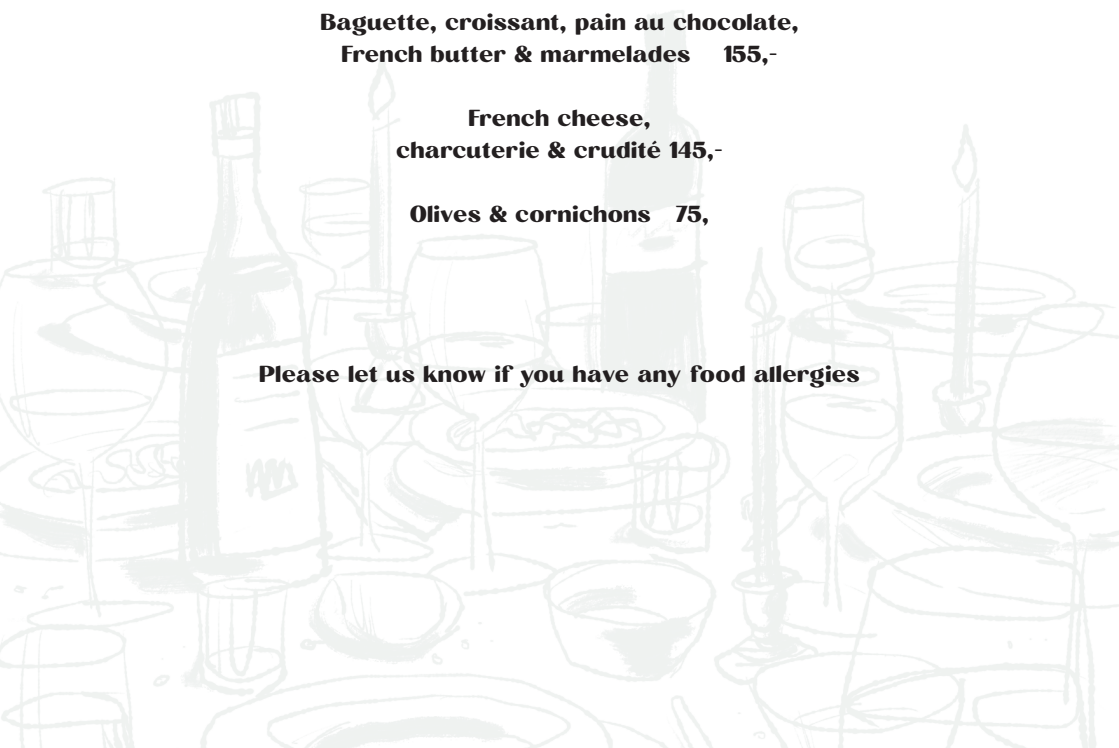 Baguette, croissant, pain au chocolate,
French butter & marmelades 155,-
French cheese,
charcuterie & crudité 145,-
Olives & cornichons 75,
Please let us know if you have any food allergies